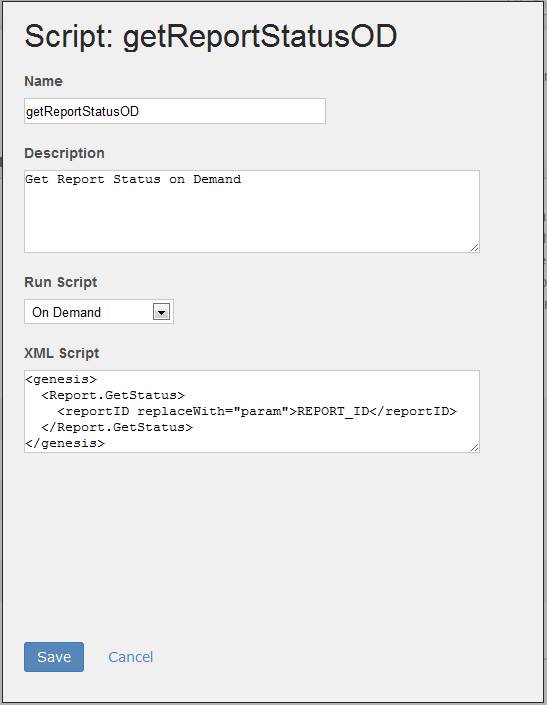 Script: getReportStatusOD
Name
getReportStatusOD
Description
Get Report Status on Demand
Run Script
On Demand
XML Script
<genesis>
  <Report.GetStatus>
    <reportID replaceWith="param">REPORT_ID</reportID>
  </Report.GetStatus>
</genesis>
Save Cancel